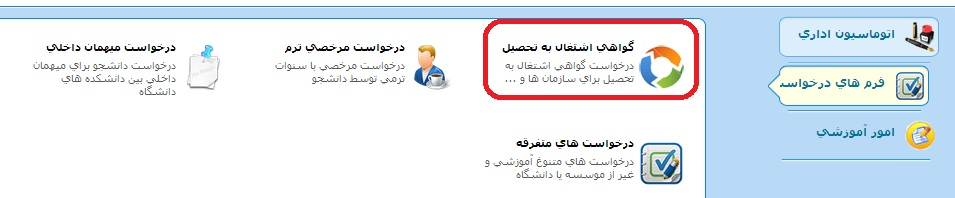 اتوماسيون اداري
فرم هاي درخواست
امور آموزشي
گواهي اشتغال به تحصيل
درخواست گواهي اشتغال به
تحصيل براي سازمان ها و ...
درخواست مرخصي ترم
درخواست مرخصي با سنوات
ترمي توسط دانشجو
درخواست ميهمان داخلي
درخواست دانشجو براي ميهمان
داخلي بين دانشكده هاي
دانشگاه
درخواست هاي متفرقه
درخواست هاي متنوع آموزشي و
غير از موسسه يا دانشگاه